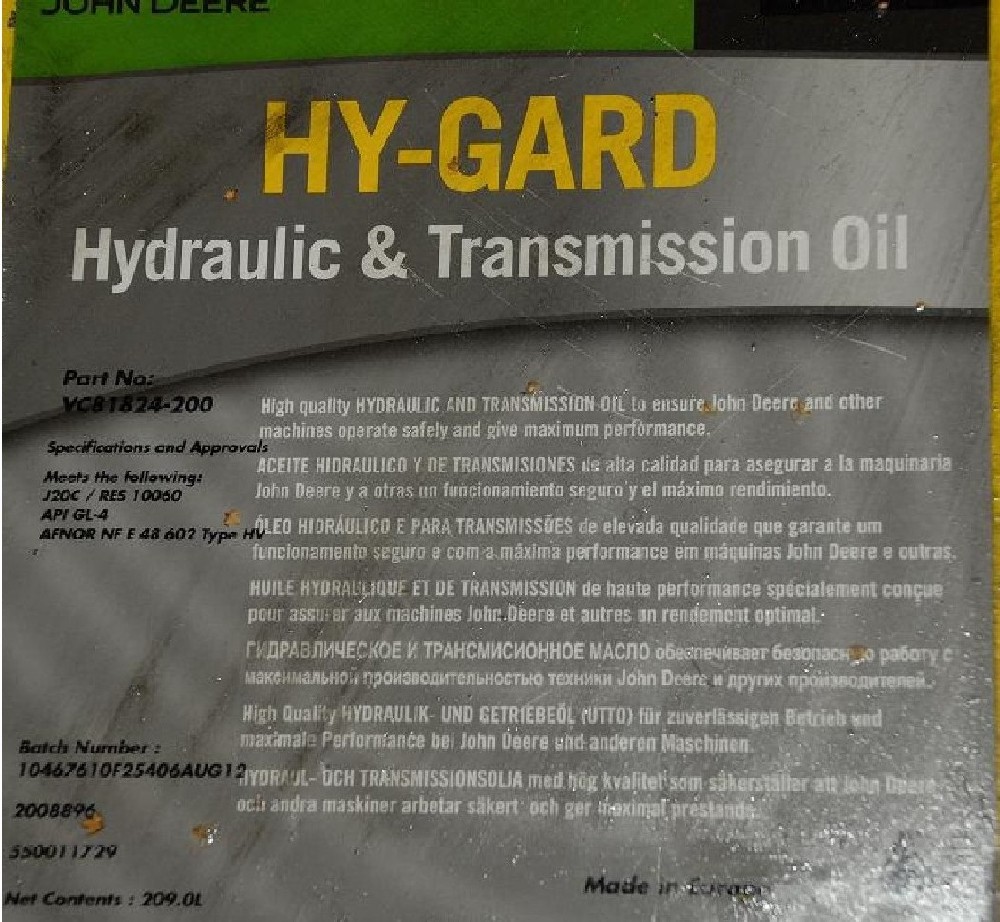 JOHN DEERE
HY-GARD
Hydraulic & Transmission Oil
Part No:
VC81824-200
Specifications and Approvals
Meets the following:
J20C / RES 10060
API GL-4
AFNOR NF E 48 602 Type HV
High quality HYDRAULIC AND TRANSMISSION OIL to ensure John Deere and other
machines operate safely and give maximum performance.
ACEITE HIDRAULICO Y DE TRANSMISIONES de alta calidad para asegurar a la maquinaria
John Deere y a otras un funcionamiento seguro y el máximo rendimiento.
ÓLEO HIDRÁULICO E PARA TRANSMISSÕES de elevada qualidade que garante um
funcionamento seguro e com a máxima performance em máquinas John Deere e outras.
HUILE HYDRAULIQUE ET DE TRANSMISSION de haute performance spécialement conçue
pour assurer aux machines John Deere et autres un rendement optimal.
ГИДРАВЛИЧЕСКОЕ И ТРАНСМИСИОННОЕ МАСЛО обеспечивает безопасную работу с
максимальной производительностью техники John Deere и других производителей.
High Quality HYDRAULIK- UND GETRIEBEÖL (UTTO) für zuverlässigen Betrieb und
maximale Performance bei John Deere und anderen Maschinen.
HYDRAUL- OCH TRANSMISSIONSOLJA med hög kvalitet som säkerställer att John Deere
och andra maskiner arbetar säkert och ger maximal prestanda.
Batch Number :
10467610F25406AUG12
2008896
550011729
Net Contents : 209.0L
Made in Europe